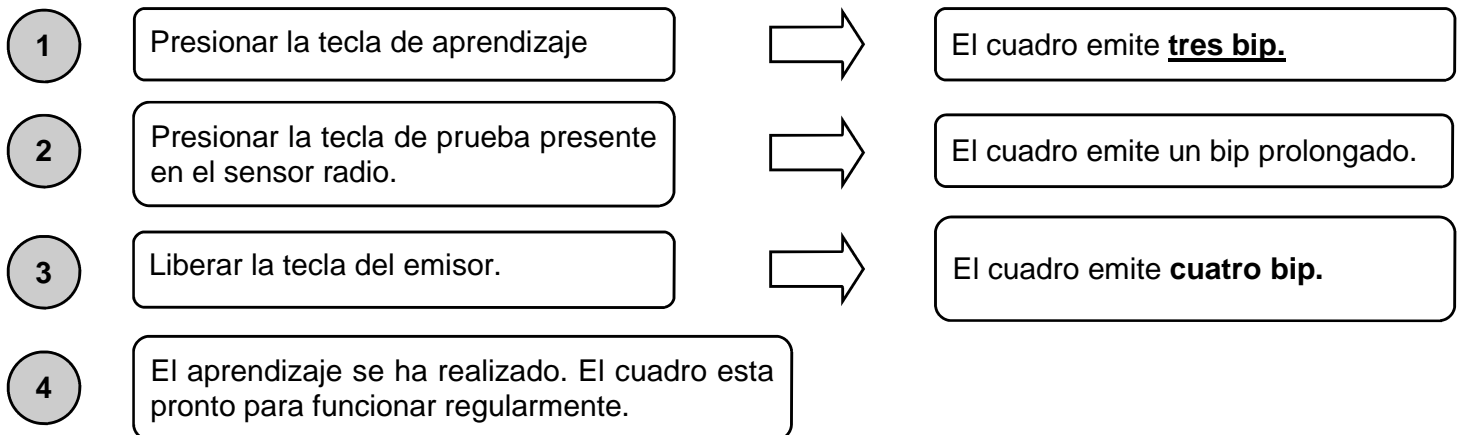 1
Presionar la tecla de aprendizaje
El cuadro emite tres bip.
2
Presionar la tecla de prueba presente
en el sensor radio.
El cuadro emite un bip prolongado.
3
Liberar la tecla del emisor.
El cuadro emite cuatro bip.
4
El aprendizaje se ha realizado. El cuadro esta
pronto para funcionar regularmente.